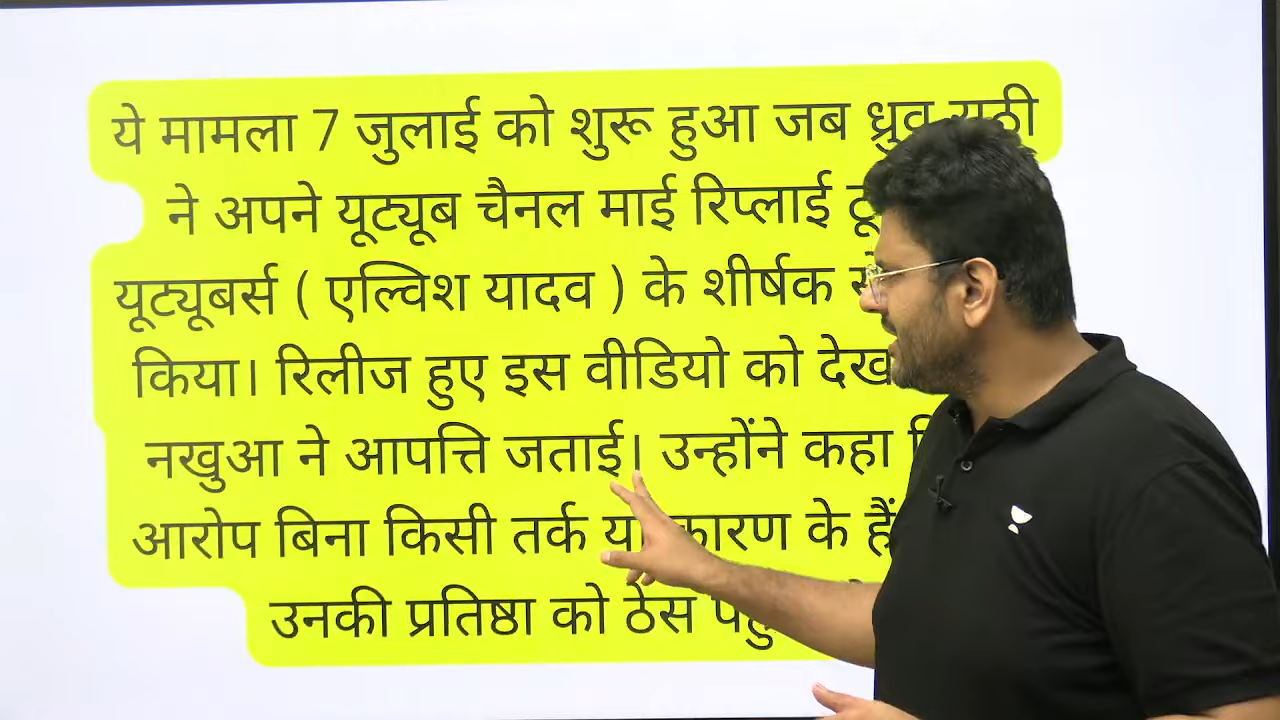 ये मामला 7 जुलाई को शुरू हुआ जब ध्रुव राठी
ने अपने यूट्यूब चैनल माई रिप्लाई टू
यूट्यूबर्स ( एल्विश यादव ) के शीर्षक से
किया। रिलीज हुए इस वीडियो को देख
नखुआ ने आपत्ति जताई। उन्होंने कहा
आरोप बिना किसी तर्क या कारण के हैं
उनकी प्रतिष्ठा को ठेस